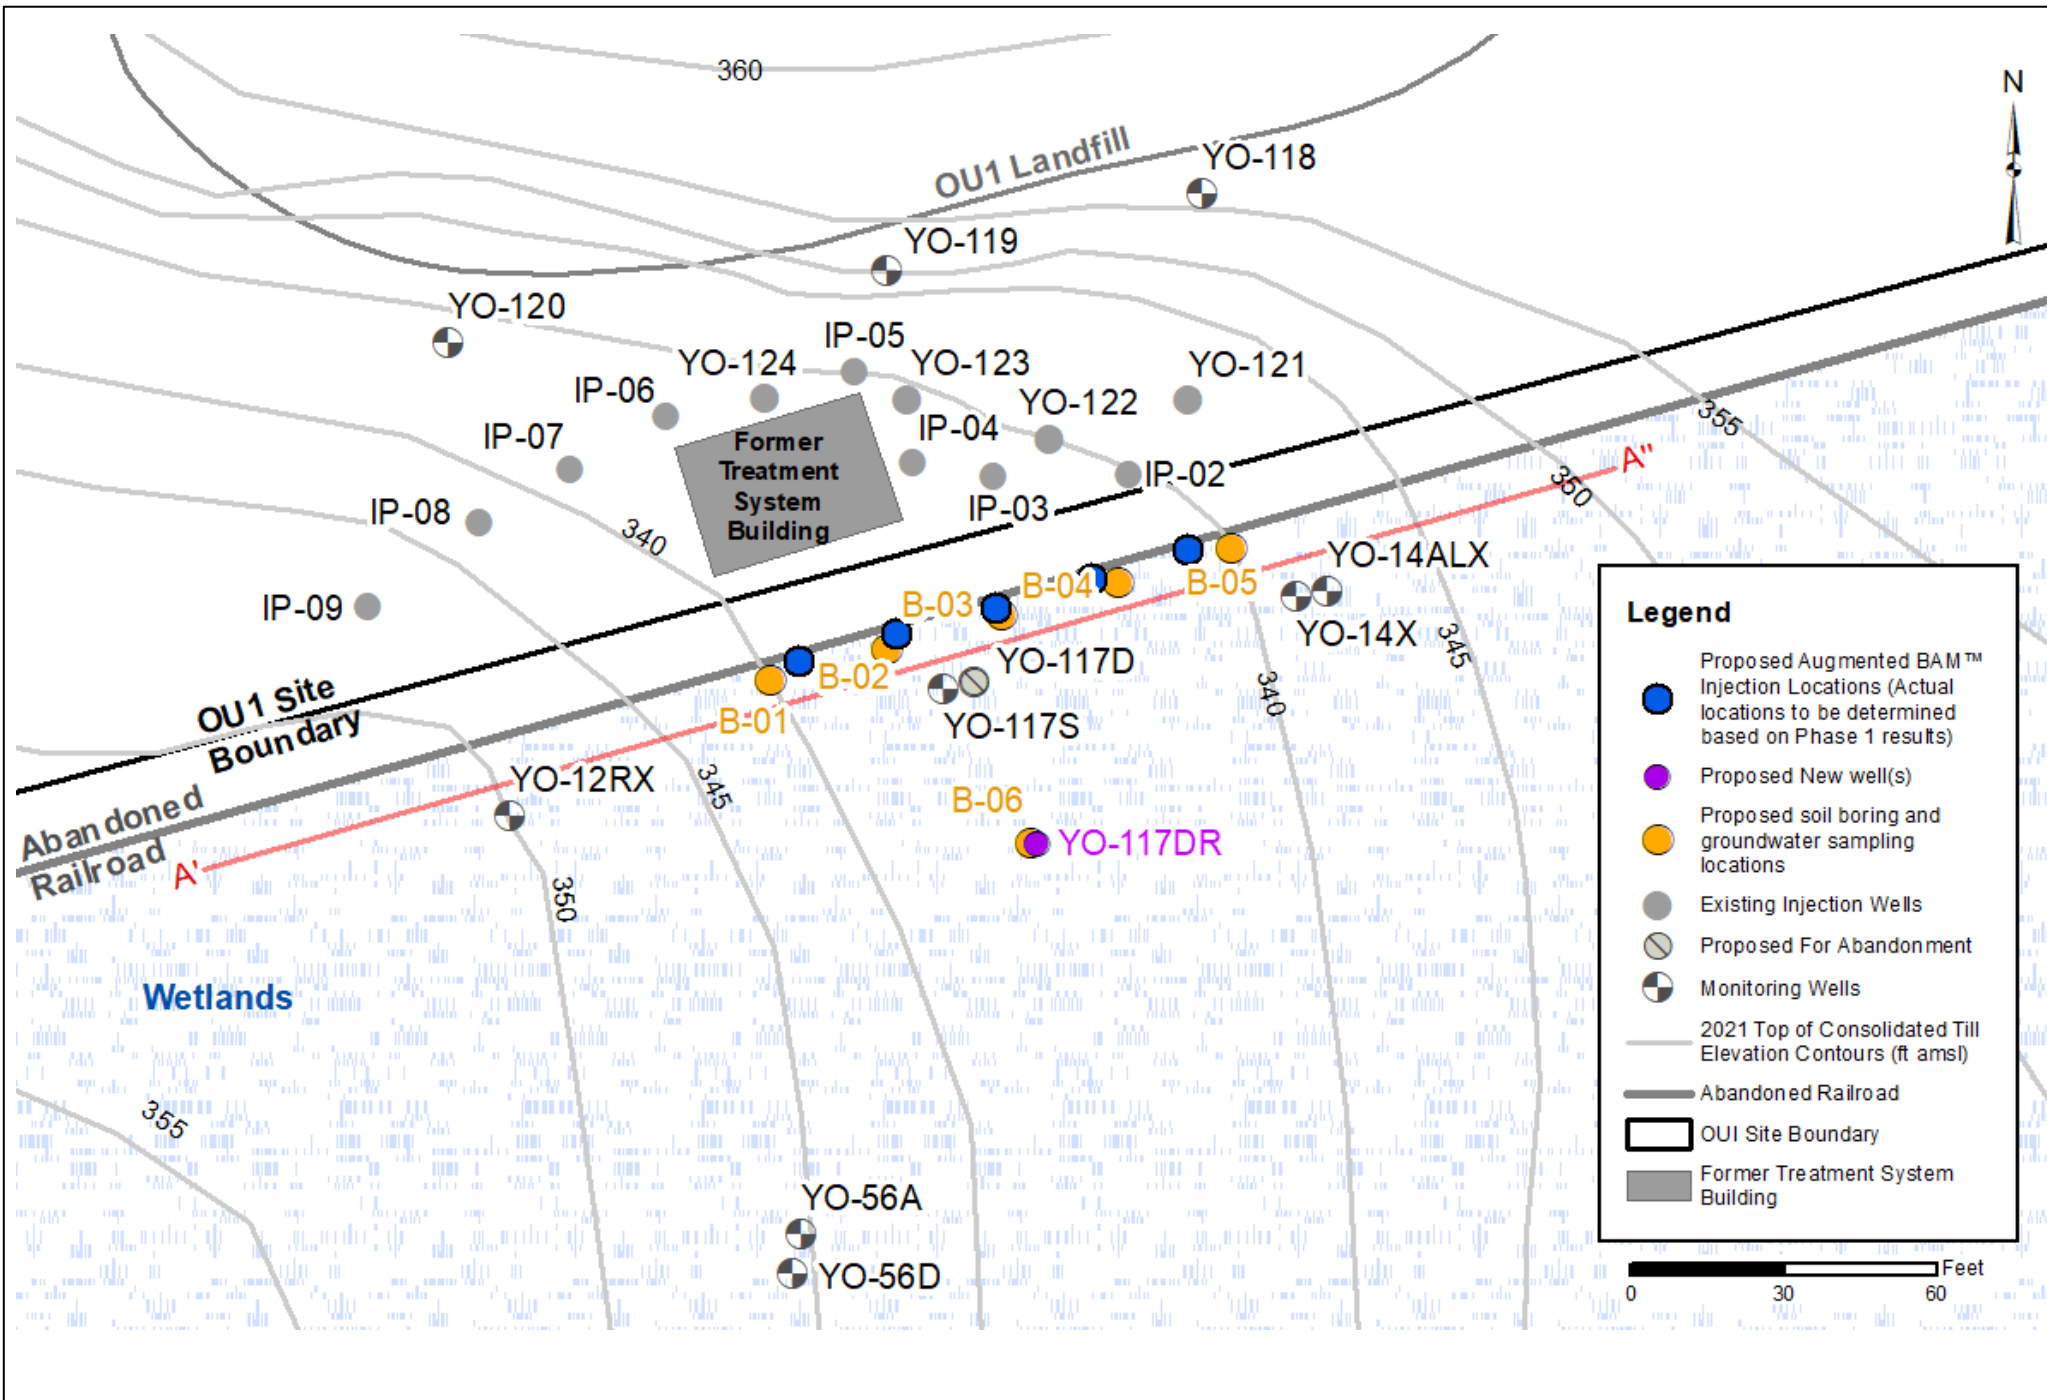 360
N
OU1 Landfill
YO-118
YO-119
YO-120
IP-05
YO-124
YO-123
YO-121
IP-06
YO-122
IP-07
IP-04
Former
Treatment
System
Building
IP-02
IP-03
IP-08
355
A"
350
340
YO-14ALX
B-04
B-05
B-03
IP-09
YO-14X
345
YO-117D
B-02
340
B-01
YO-117S
OU1 Site
Boundary
YO-12RX
345
B-06
Abandoned
Railroad
A'
YO-117DR
350
Wetlands
355
YO-56A
YO-56D
Legend
Proposed Augmented BAM™
Injection Locations (Actual
locations to be determined
based on Phase 1 results)
Proposed New well(s)
Proposed soil boring and
groundwater sampling
locations
Existing Injection Wells
Proposed For Abandonment
Monitoring Wells
2021 Top of Consolidated Till
Elevation Contours (ft amsl)
Abandoned Railroad
OUI Site Boundary
Former Treatment System
Building
Feet
0 30 60